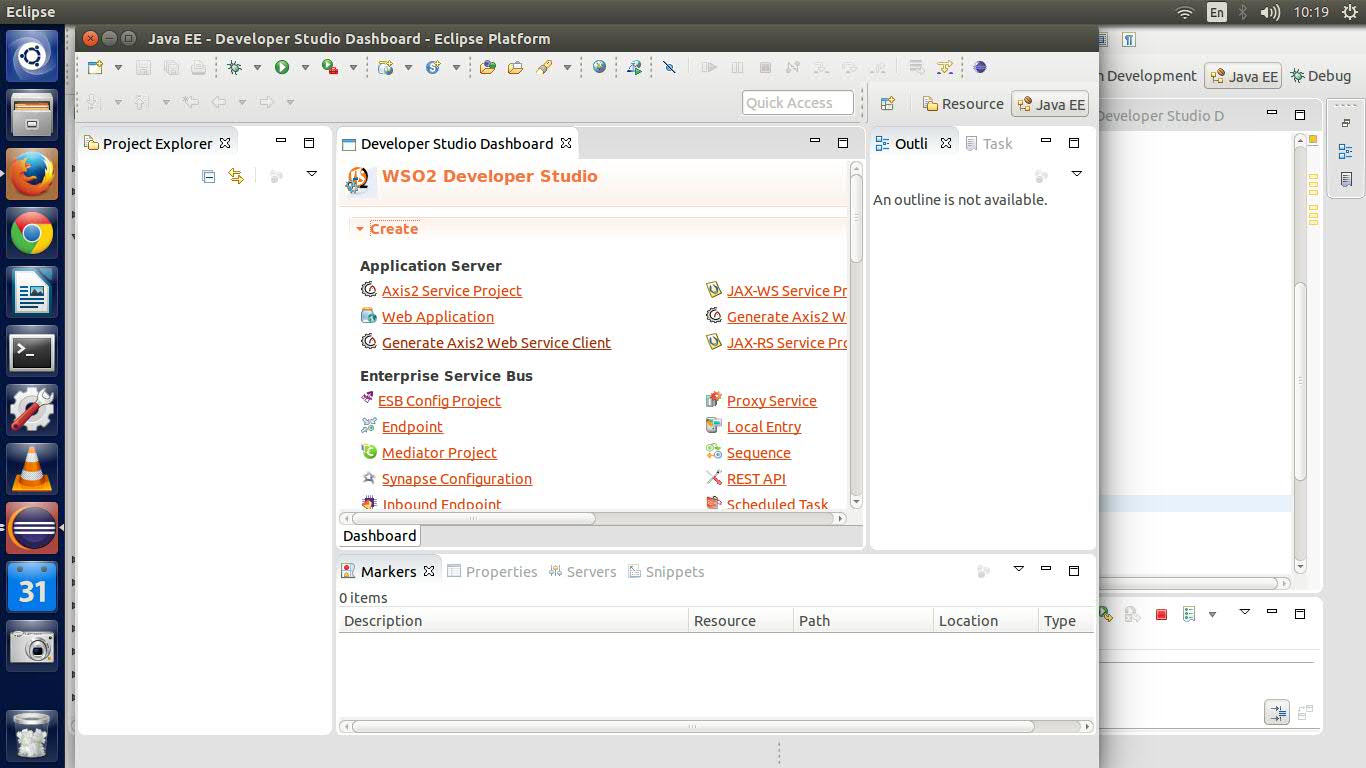 Eclipse
En
10:19
Java EE - Developer Studio Dashboard - Eclipse Platform
Development
Java EE
Debug
Quick Access
Resource
Java EE
Developer Studio D
Project Explorer
Developer Studio Dashboard
Outli
Task
WSO2 Developer Studio
An outline is not available.
Create
Application Server
Axis2 Service Project
JAX-WS Service Pr
Web Application
Generate Axis2 W
Generate Axis2 Web Service Client
JAX-RS Service Pro
Enterprise Service Bus
ESB Config Project
Proxy Service
Endpoint
Local Entry
Mediator Project
Sequence
Synapse Configuration
REST API
Inbound Endpoint
Scheduled Task
Dashboard
Markers
Properties
Servers
Snippets
0 items
Description
Resource
Path
Location
Type
31